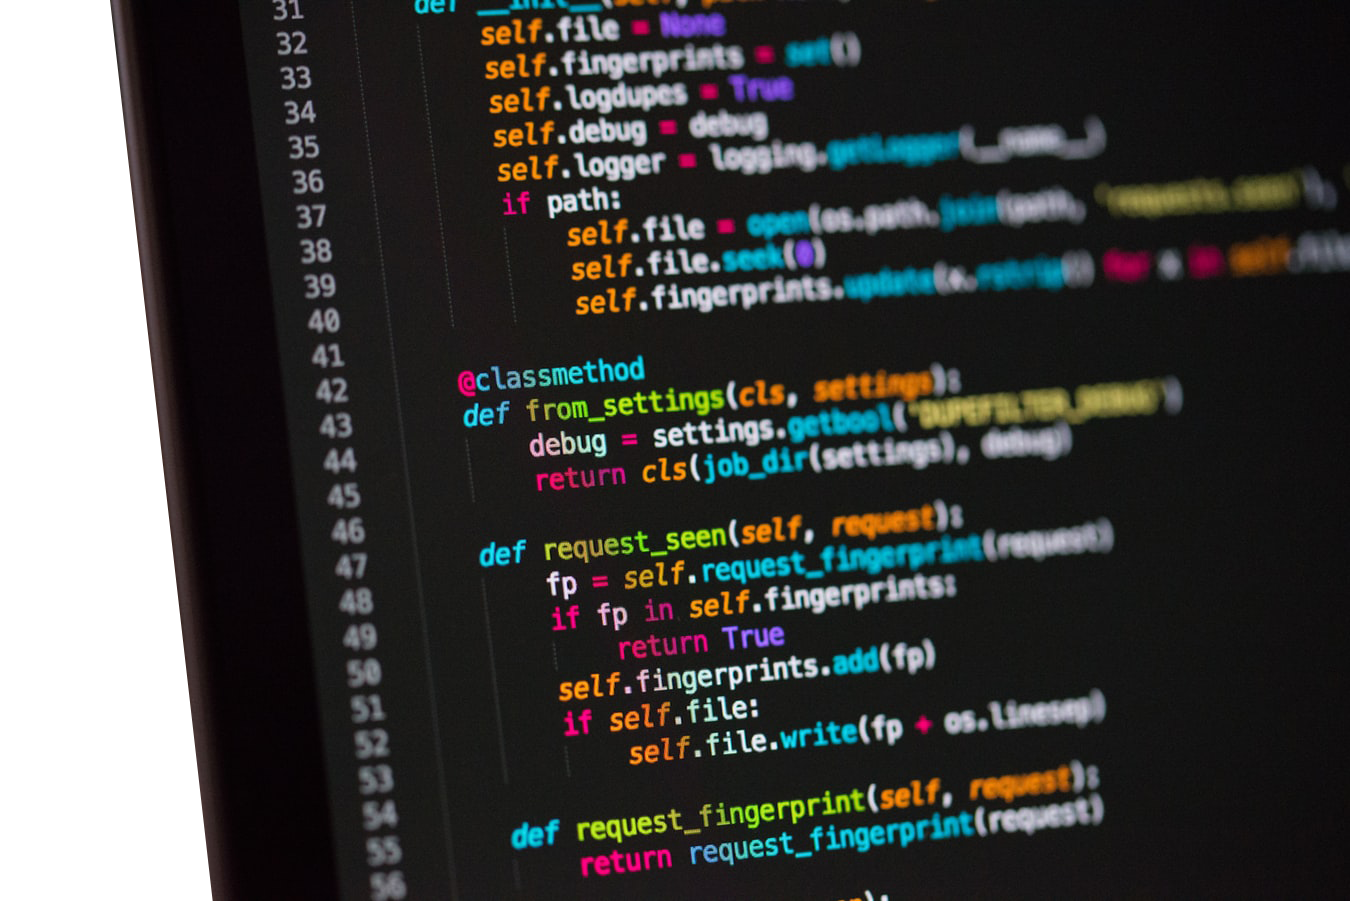 31 def __init__(self,
32 self.file = None
33 self.fingerprints = set()
34 self.logdupes = True
35 self.debug = debug
36 self.logger = logging.getLogger(__name__)
37 if path:
38 self.file = open(os.path.join(path, 'requests.seen'),
39 self.file.seek(0)
40 self.fingerprints.update(x.rstrip() for x in self.file
41
42 @classmethod
43 def from_settings(cls, settings):
44 debug = settings.getbool('DUPEFILTER_DEBUG')
45 return cls(job_dir(settings), debug)
46
47 def request_seen(self, request):
48 fp = self.request_fingerprint(request)
49 if fp in self.fingerprints:
50 return True
51 self.fingerprints.add(fp)
52 if self.file:
53 self.file.write(fp + os.linesep)
54
55 def request_fingerprint(self, request):
56 return request_fingerprint(request)